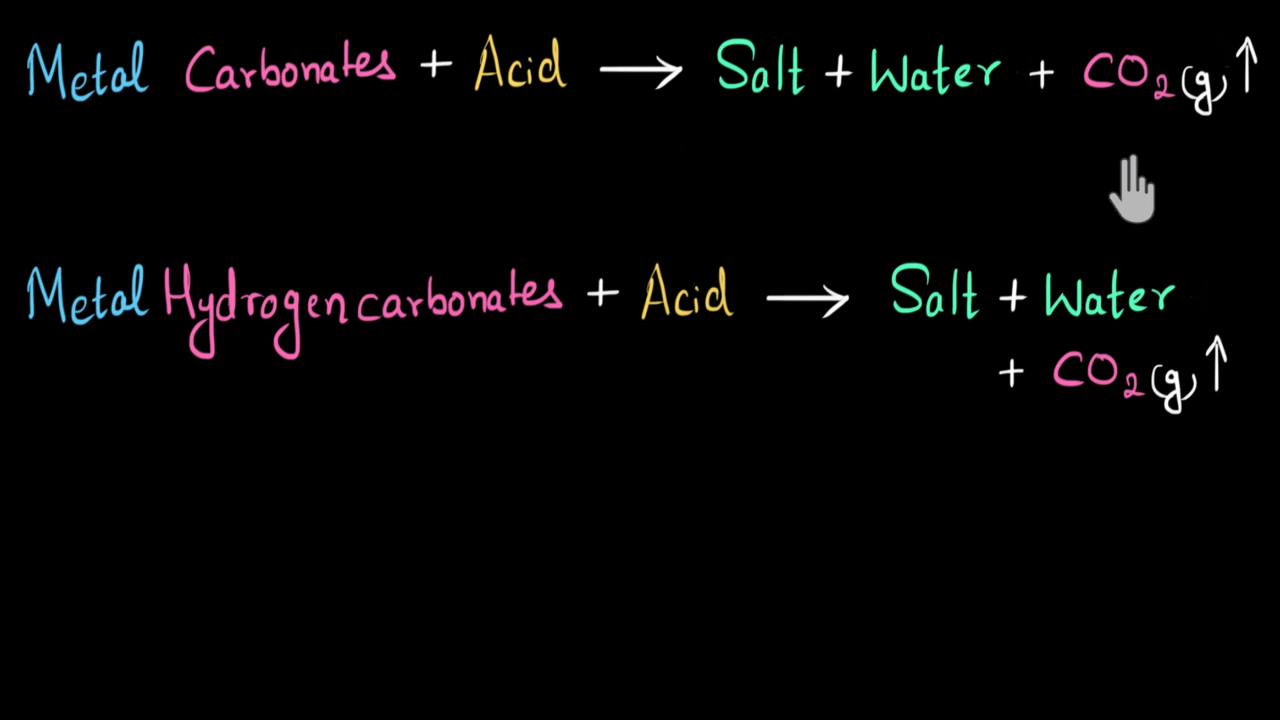 Metal Carbonates + Acid → Salt + Water + CO₂(g)↑
Metal Hydrogencarbonates + Acid → Salt + Water
+ CO₂(g)↑